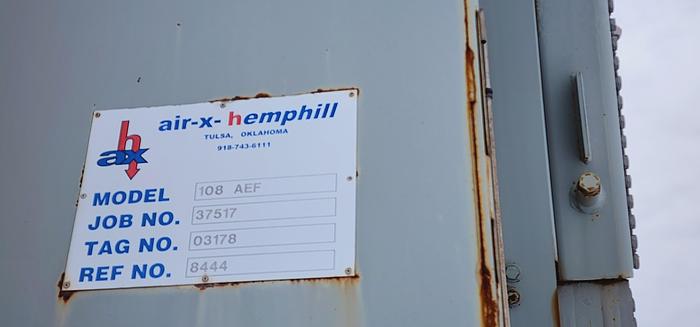 air-x-hemphill
TULSA, OKLAHOMA
918-743-6111
hax
MODEL 108 AEF
JOB NO. 37517
TAG NO. 03178
REF NO. 8444